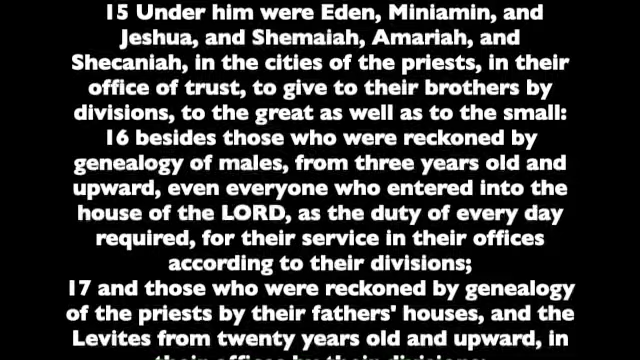 15 Under him were Eden, Miniamin, and
Jeshua, and Shemaiah, Amariah, and
Shecaniah, in the cities of the priests, in their
office of trust, to give to their brothers by
divisions, to the great as well as to the small:
16 besides those who were reckoned by
genealogy of males, from three years old and
upward, even everyone who entered into the
house of the LORD, as the duty of every day
required, for their service in their offices
according to their divisions;
17 and those who were reckoned by genealogy
of the priests by their fathers' houses, and the
Levites from twenty years old and upward, in
their offices by their divisions;